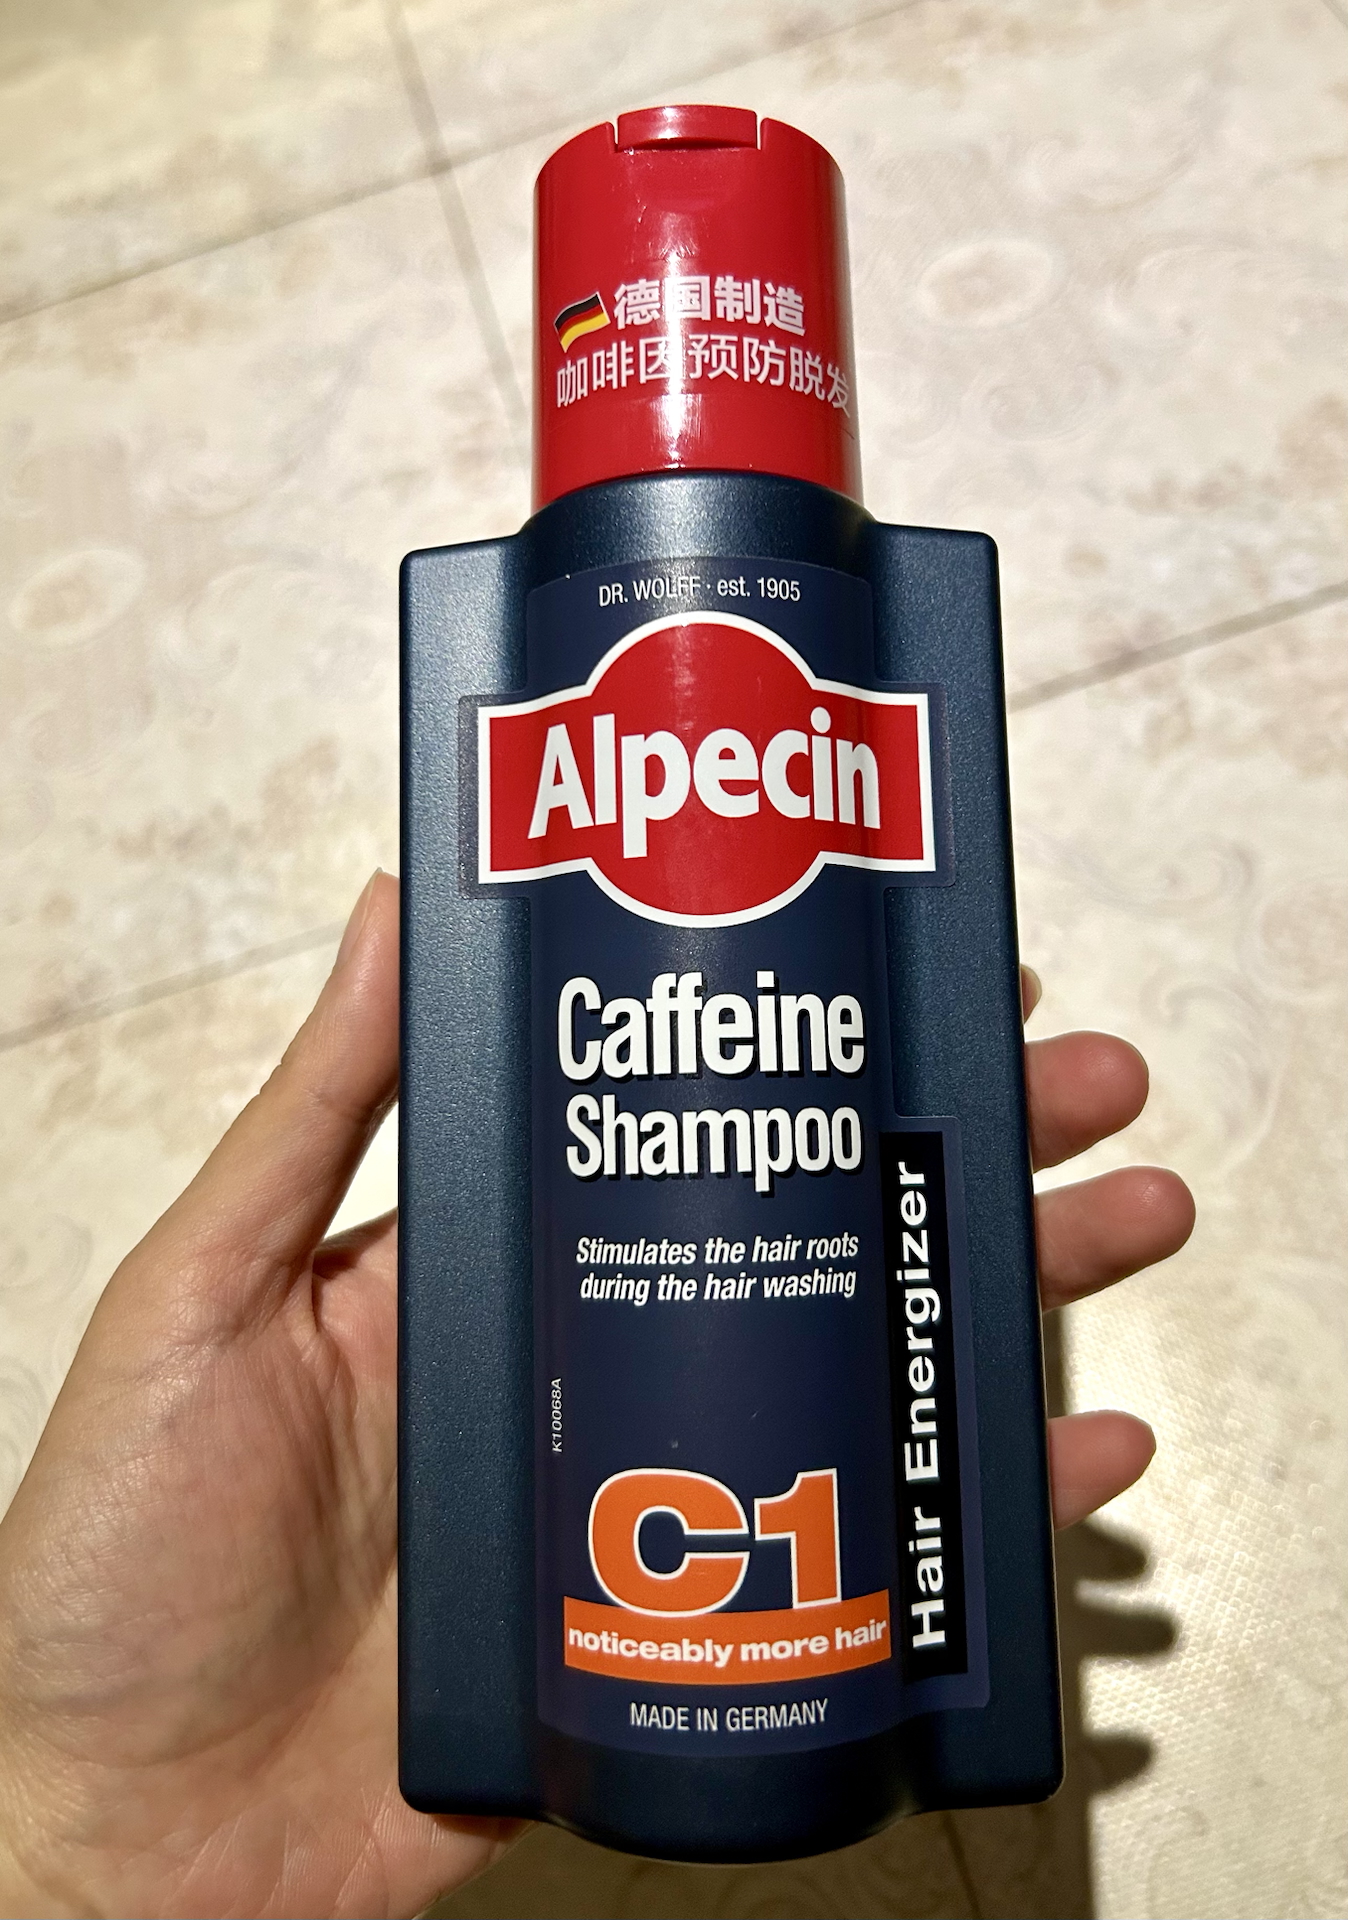 德国制造
咖啡因预防脱发
DR. WOLFF · est. 1905
Alpecin
Caffeine
Shampoo
Stimulates the hair roots
during the hair washing
Hair Energizer
K10068A
C1
noticeably more hair
MADE IN GERMANY